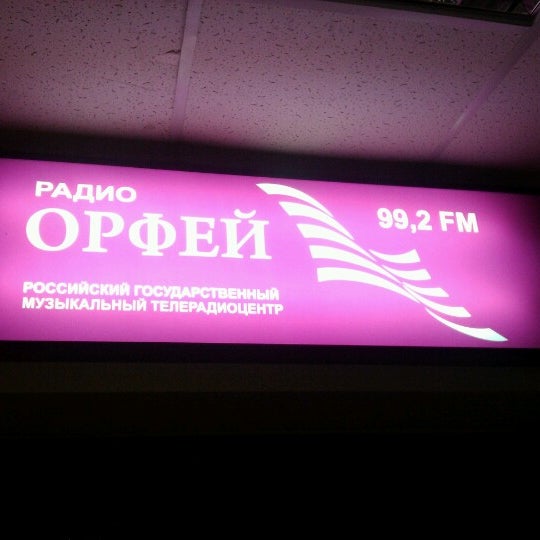 РАДИО
ОРФЕЙ
99,2 FM
РОССИЙСКИЙ ГОСУДАРСТВЕННЫЙ
МУЗЫКАЛЬНЫЙ ТЕЛЕРАДИОЦЕНТР